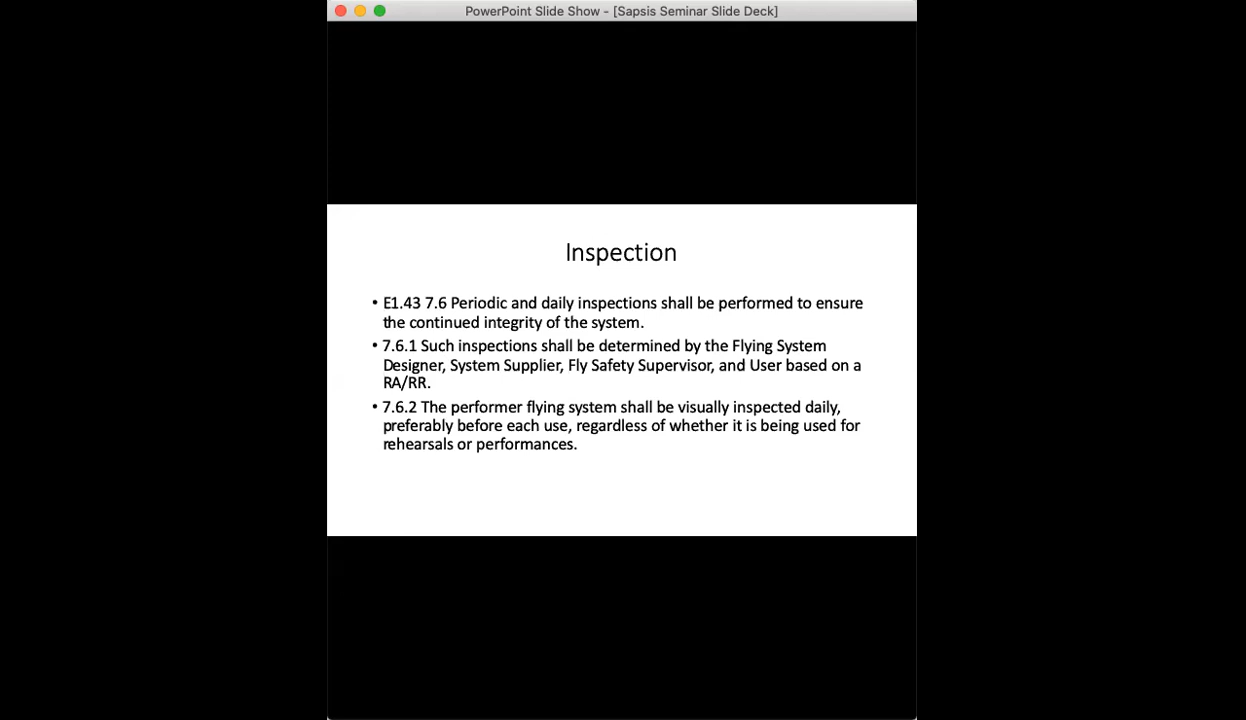 PowerPoint Slide Show - [Sapsis Seminar Slide Deck]
Inspection
• E1.43 7.6 Periodic and daily inspections shall be performed to ensure
the continued integrity of the system.
• 7.6.1 Such inspections shall be determined by the Flying System
Designer, System Supplier, Fly Safety Supervisor, and User based on a
RA/RR.
• 7.6.2 The performer flying system shall be visually inspected daily,
preferably before each use, regardless of whether it is being used for
rehearsals or performances.